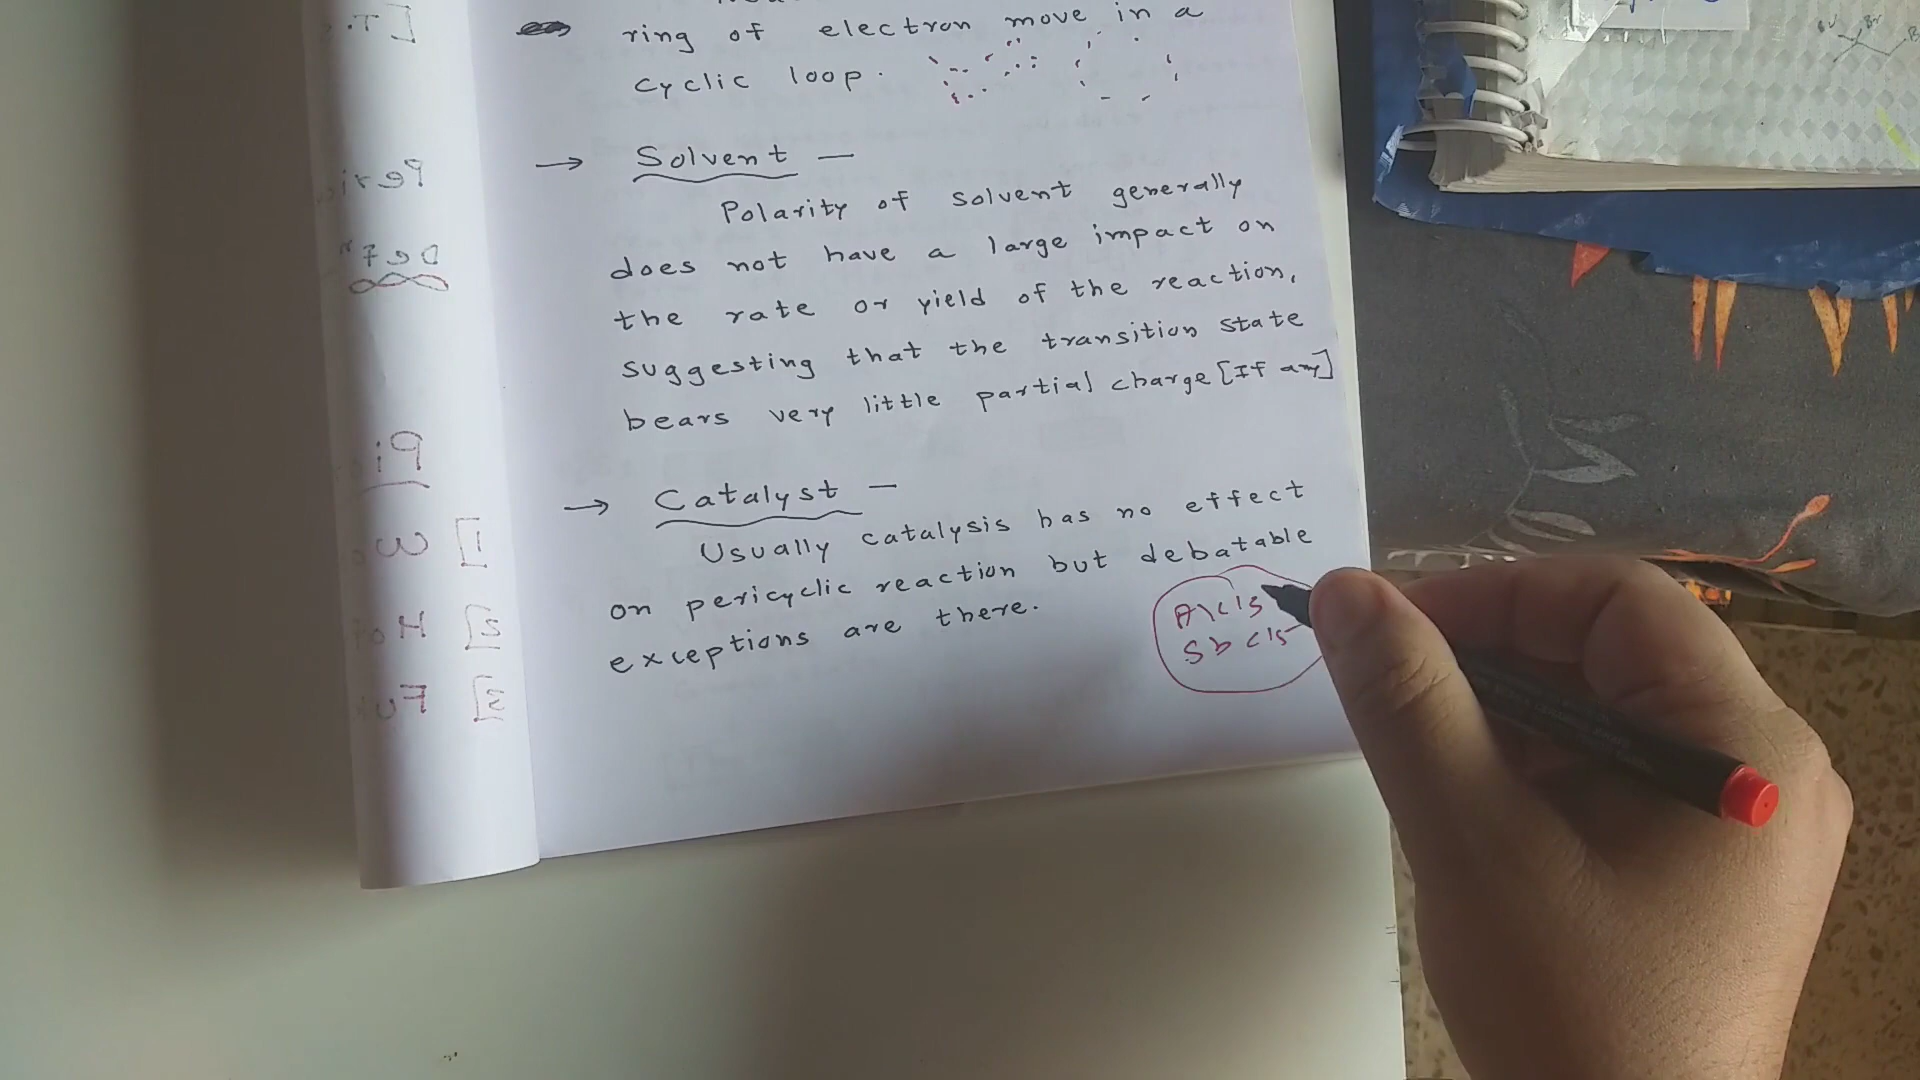 ring of electron move in a
cyclic loop.
→ Solvent —
Polarity of solvent generally
does not have a large impact on
the rate or yield of the reaction,
suggesting that the transition state
bears very little partial charge [If any]
→ Catalyst —
Usually catalysis has no effect
on pericyclic reaction but debatable
exceptions are there.
Alcl3
Sbcl5